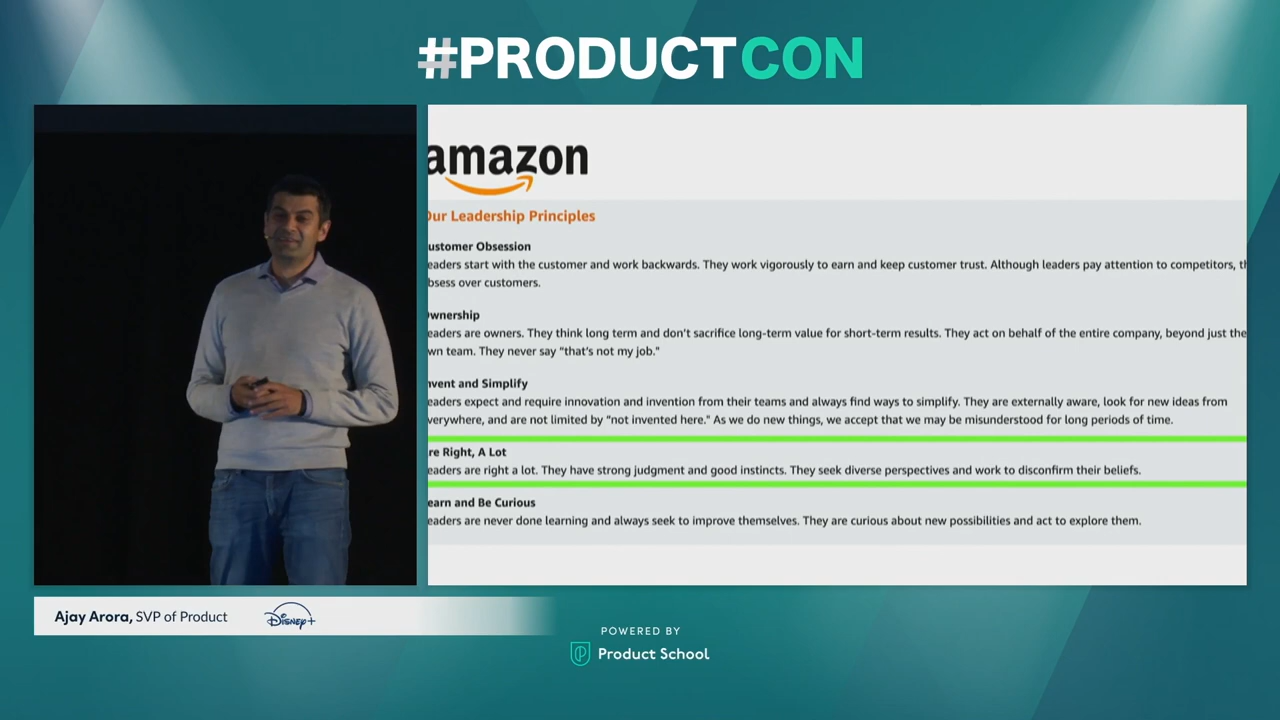 #PRODUCTCON
amazon
Our Leadership Principles
ustomer Obsession
eaders start with the customer and work backwards. They work vigorously to earn and keep customer trust. Although leaders pay attention to competitors, th
bsess over customers.
wnership
eaders are owners. They think long term and don't sacrifice long-term value for short-term results. They act on behalf of the entire company, beyond just the
wn team. They never say “that's not my job.”
nvent and Simplify
eaders expect and require innovation and invention from their teams and always find ways to simplify. They are externally aware, look for new ideas from
verywhere, and are not limited by “not invented here.” As we do new things, we accept that we may be misunderstood for long periods of time.
re Right, A Lot
eaders are right a lot. They have strong judgment and good instincts. They seek diverse perspectives and work to disconfirm their beliefs.
earn and Be Curious
eaders are never done learning and always seek to improve themselves. They are curious about new possibilities and act to explore them.
Ajay Arora, SVP of Product
Disney+
POWERED BY
Product School